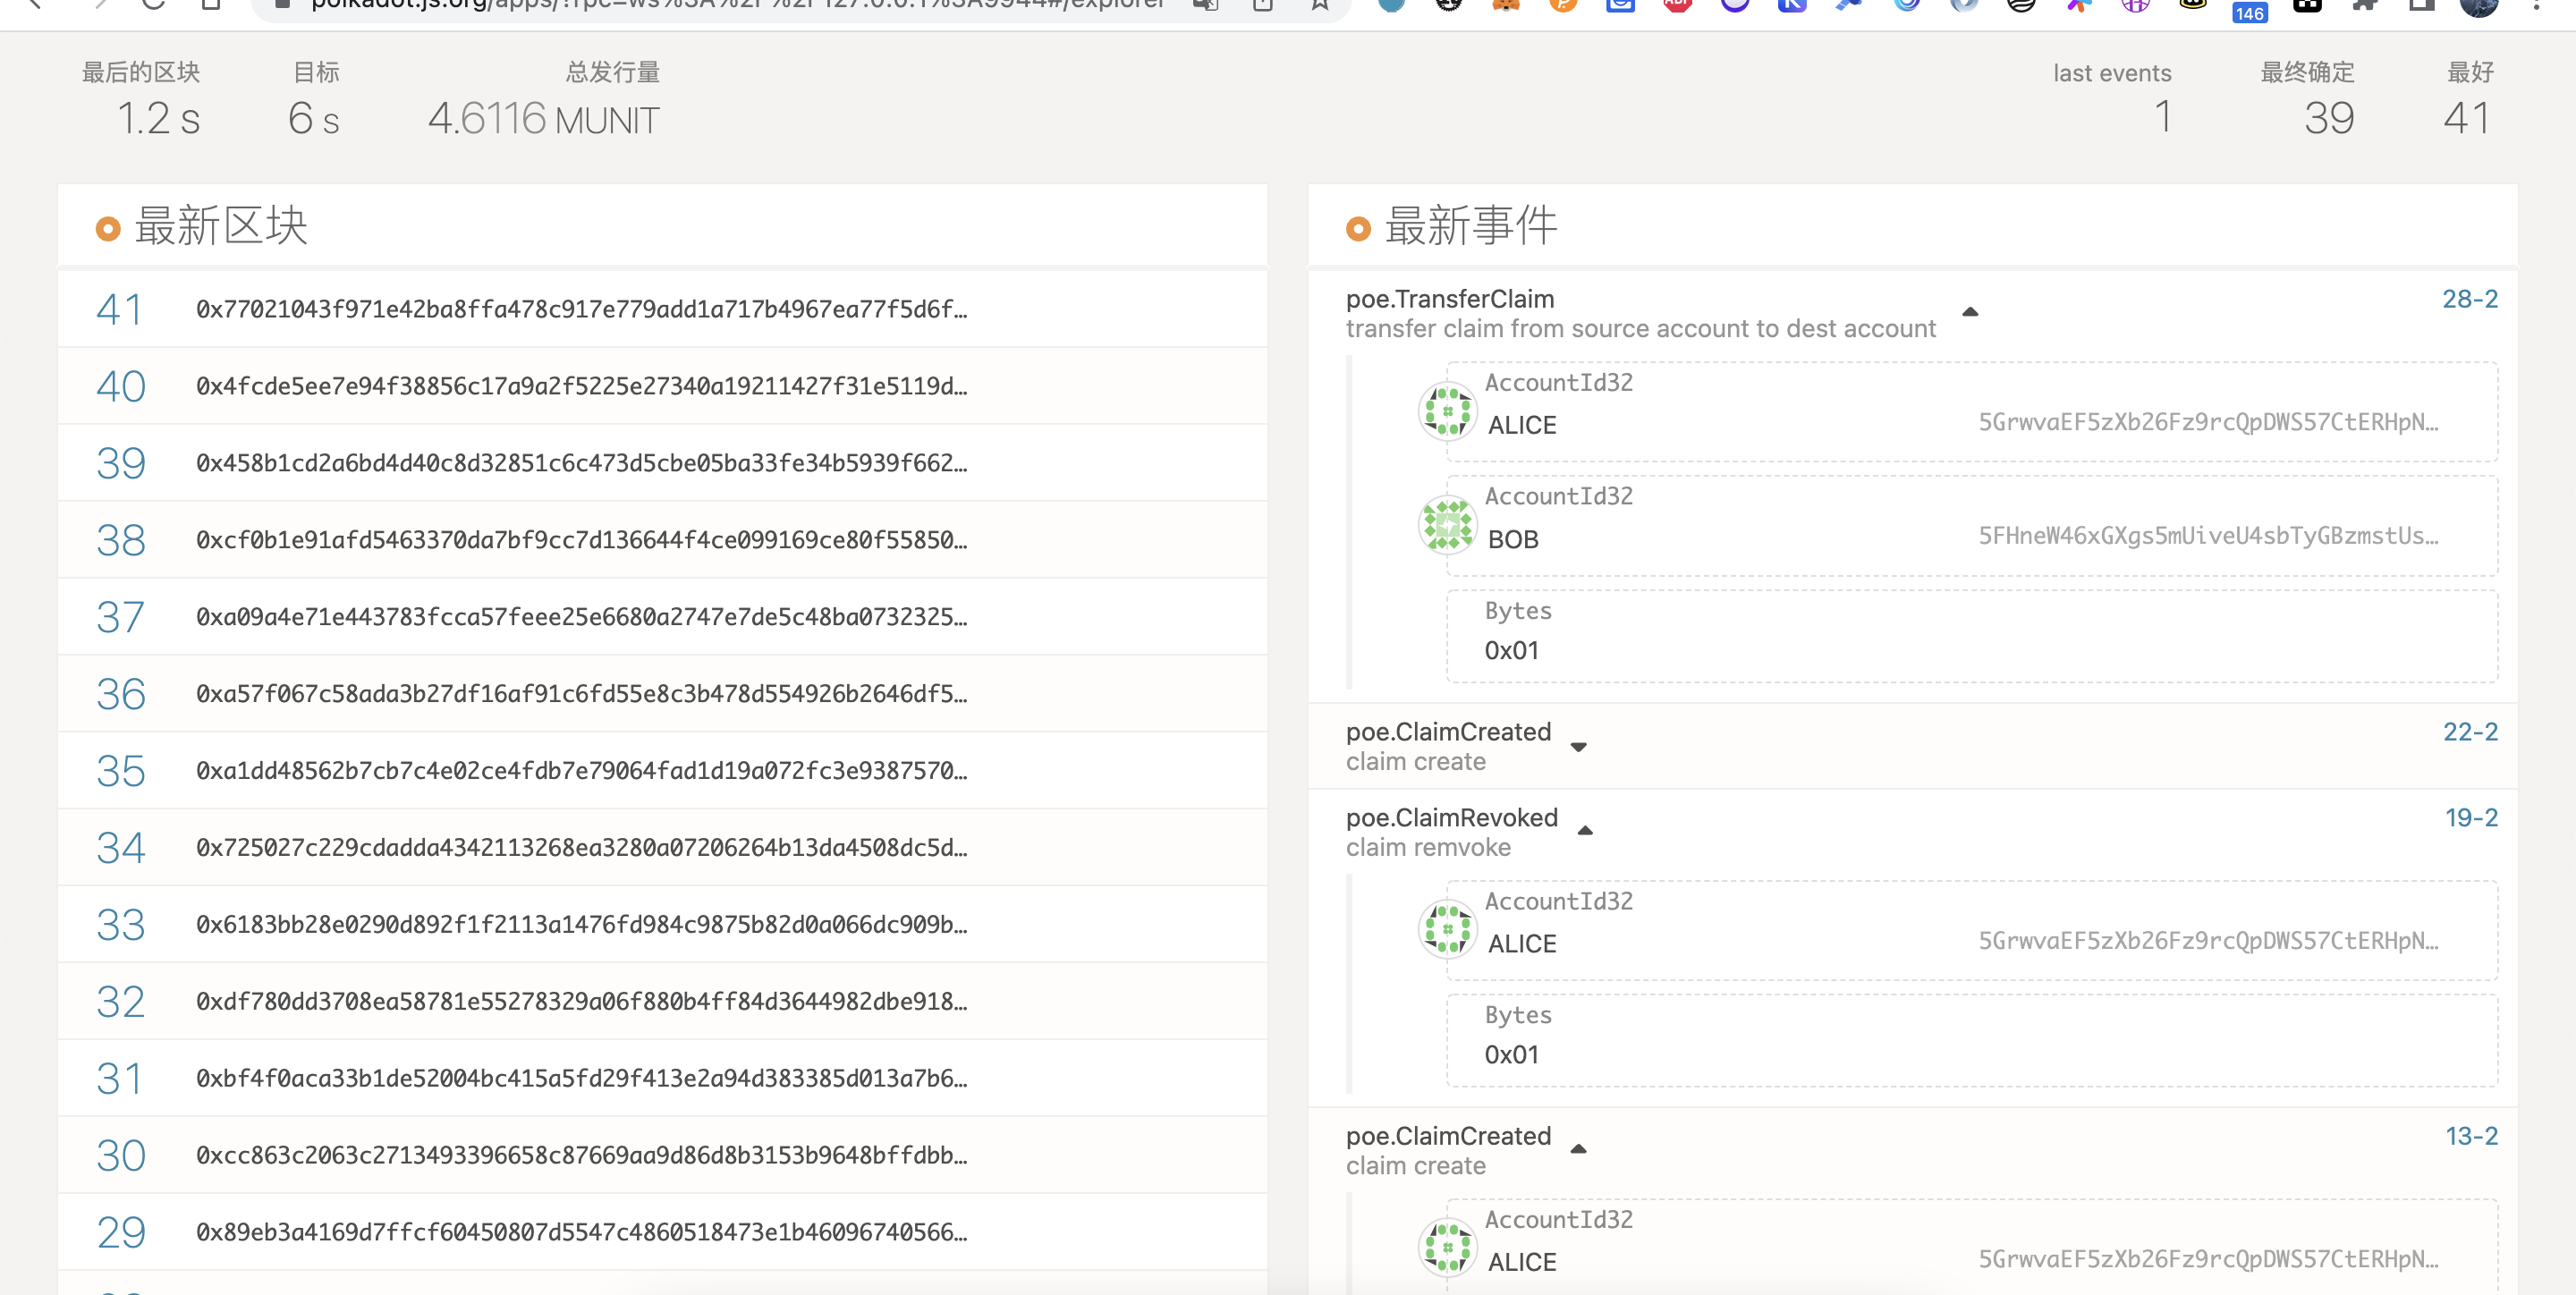 polkadot.js.org/apps/?rpc=ws%3A%2F%2F127.0.0.1%3A9944#/explorer
146
最后的区块
1.2 s
目标
6 s
总发行量
4.6116 MUNIT
last events
1
最终确定
39
最好
41
最新区块
41 0x77021043f971e42ba8ffa478c917e779add1a717b4967ea77f5d6f…
40 0x4fcde5ee7e94f38856c17a9a2f5225e27340a19211427f31e5119d…
39 0x458b1cd2a6bd4d40c8d32851c6c473d5cbe05ba33fe34b5939f662…
38 0xcf0b1e91afd5463370da7bf9cc7d136644f4ce099169ce80f55850…
37 0xa09a4e71e443783fcca57feee25e6680a2747e7de5c48ba0732325…
36 0xa57f067c58ada3b27df16af91c6fd55e8c3b478d554926b2646df5…
35 0xa1dd48562b7cb7c4e02ce4fdb7e79064fad1d19a072fc3e9387570…
34 0x725027c229cdadda4342113268ea3280a07206264b13da4508dc5d…
33 0x6183bb28e0290d892f1f2113a1476fd984c9875b82d0a066dc909b…
32 0xdf780dd3708ea58781e55278329a06f880b4ff84d3644982dbe918…
31 0xbf4f0aca33b1de52004bc415a5fd29f413e2a94d383385d013a7b6…
30 0xcc863c2063c2713493396658c87669aa9d86d8b3153b9648bffdbb…
29 0x89eb3a4169d7ffcf60450807d5547c4860518473e1b46096740566…
最新事件
poe.TransferClaim 28-2
transfer claim from source account to dest account
AccountId32
ALICE 5GrwvaEF5zXb26Fz9rcQpDWS57CtERHpN…
AccountId32
BOB 5FHneW46xGXgs5mUiveU4sbTyGBzmstUs…
Bytes
0x01
poe.ClaimCreated 22-2
claim create
poe.ClaimRevoked 19-2
claim remvoke
AccountId32
ALICE 5GrwvaEF5zXb26Fz9rcQpDWS57CtERHpN…
Bytes
0x01
poe.ClaimCreated 13-2
claim create
AccountId32
ALICE 5GrwvaEF5zXb26Fz9rcQpDWS57CtERHpN…